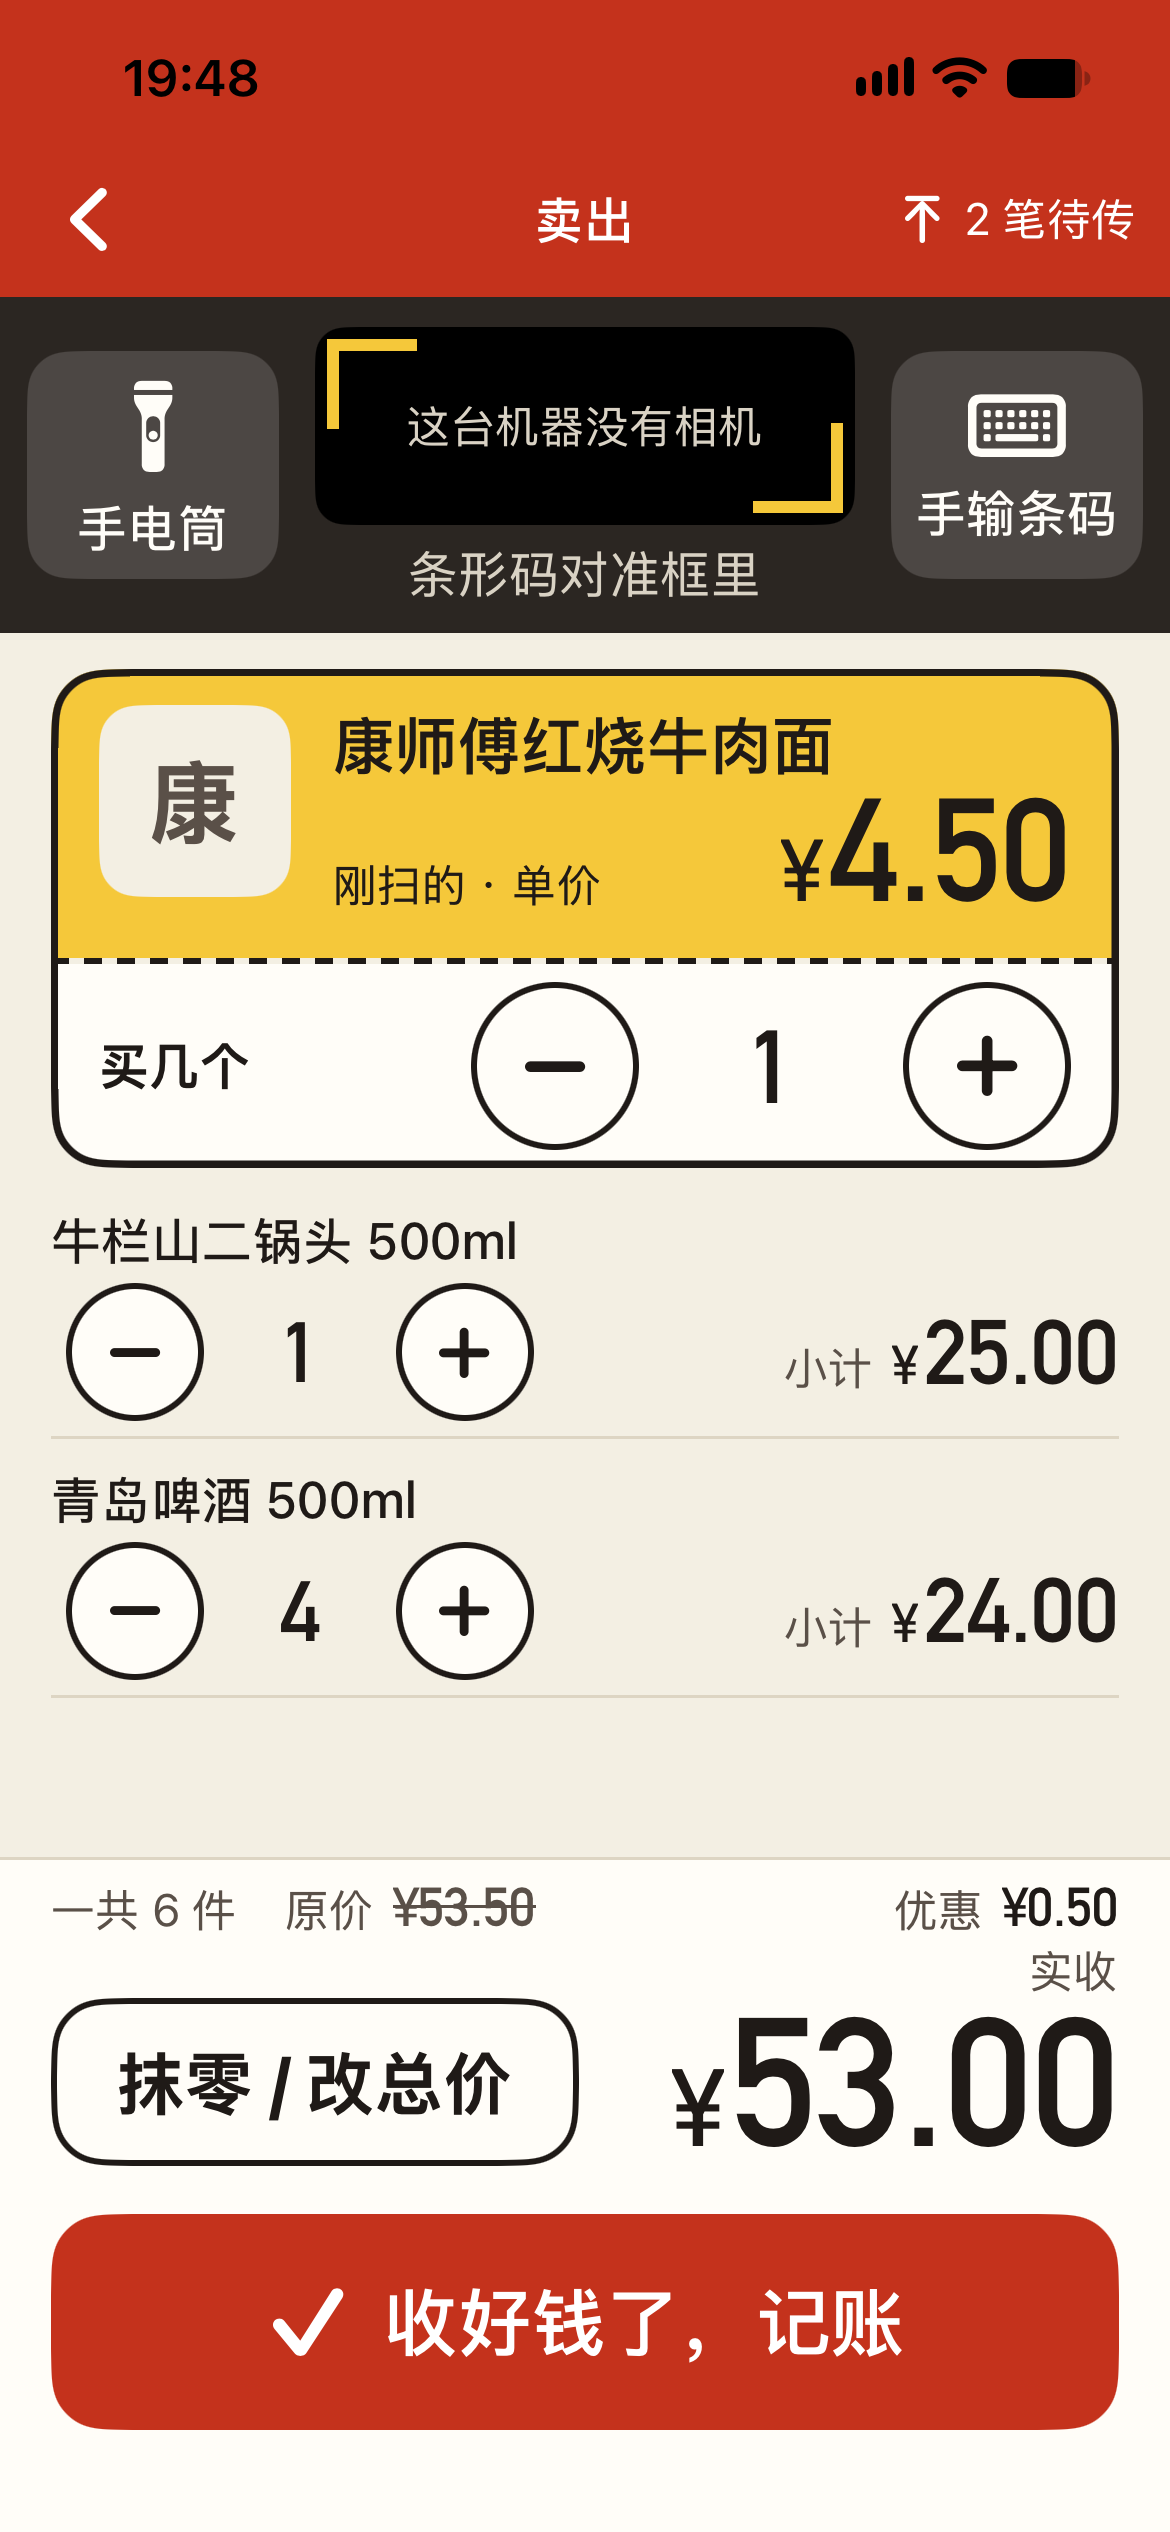 19:48
卖出
2 笔待传
手电筒
这台机器没有相机
条形码对准框里
手输条码
康
康师傅红烧牛肉面
刚扫的 · 单价
¥4.50
买几个
1
牛栏山二锅头 500ml
1
小计 ¥25.00
青岛啤酒 500ml
4
小计 ¥24.00
一共 6 件 原价 ¥53.50
优惠 ¥0.50
实收
抹零 / 改总价
¥53.00
收好钱了，记账